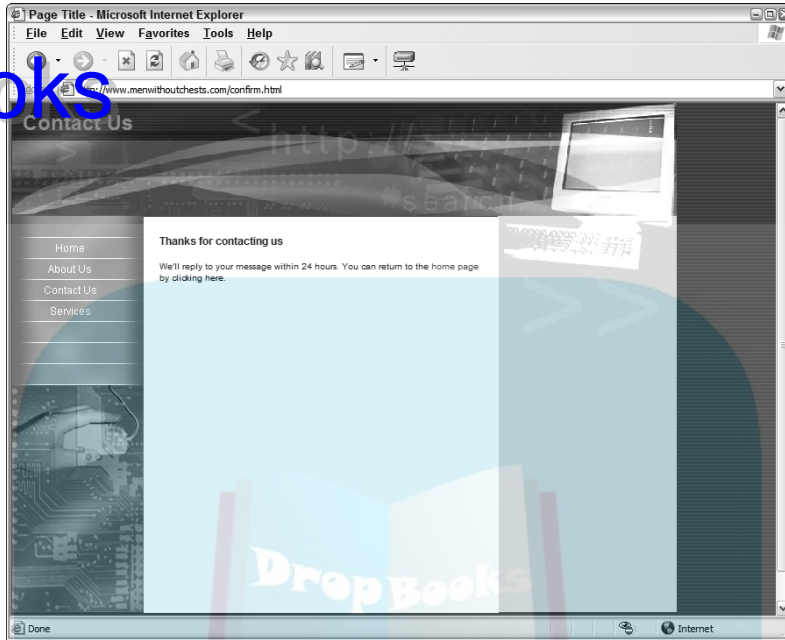 Page Title - Microsoft Internet Explorer
File Edit View Favorites Tools Help
oks
http://www.menwithoutchests.com/confirm.html
Contact Us
<http://
>
*search
Home
About Us
Contact Us
Services
Thanks for contacting us
We'll reply to your message within 24 hours. You can return to the home page
by clicking here.
>>
DropBooks
Done
Internet